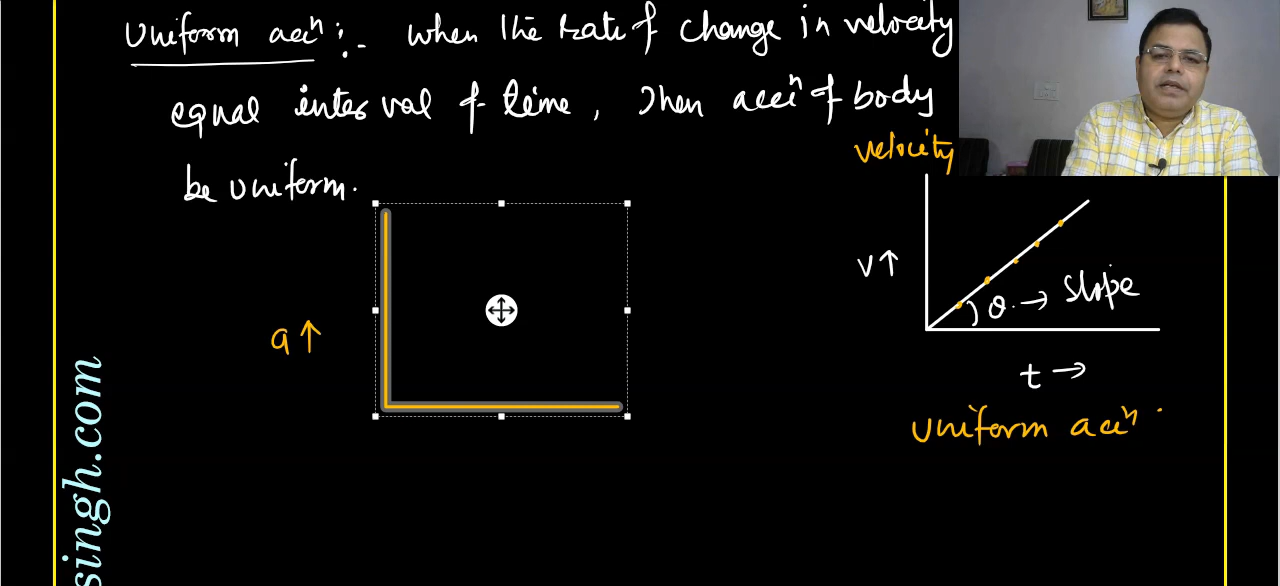 Uniform accⁿ :- when the rate of change in velocity
equal interval of time, then accⁿ of body
be uniform.
velocity
v↑
θ → slope
a↑
t →
uniform accⁿ.
singh.com